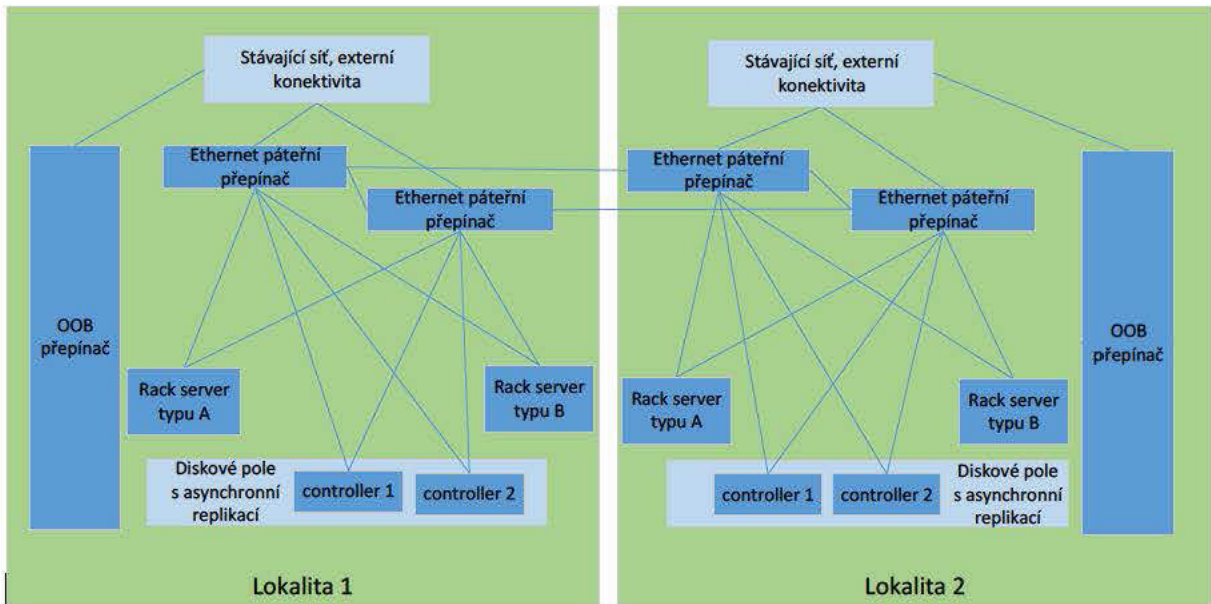 Stávající síť, externí
konektivita
Ethernet páteřní
přepínač
Ethernet páteřní
přepínač
OOB
přepínač
Rack server
typu A
Rack server
typu B
Diskové pole
s asynchronní
replikací
controller 1
controller 2
Lokalita 1
Stávající síť, externí
konektivita
Ethernet páteřní
přepínač
Ethernet páteřní
přepínač
OOB
přepínač
Rack server
typu A
Rack server
typu B
controller 1
controller 2
Diskové pole
s asynchronní
replikací
Lokalita 2